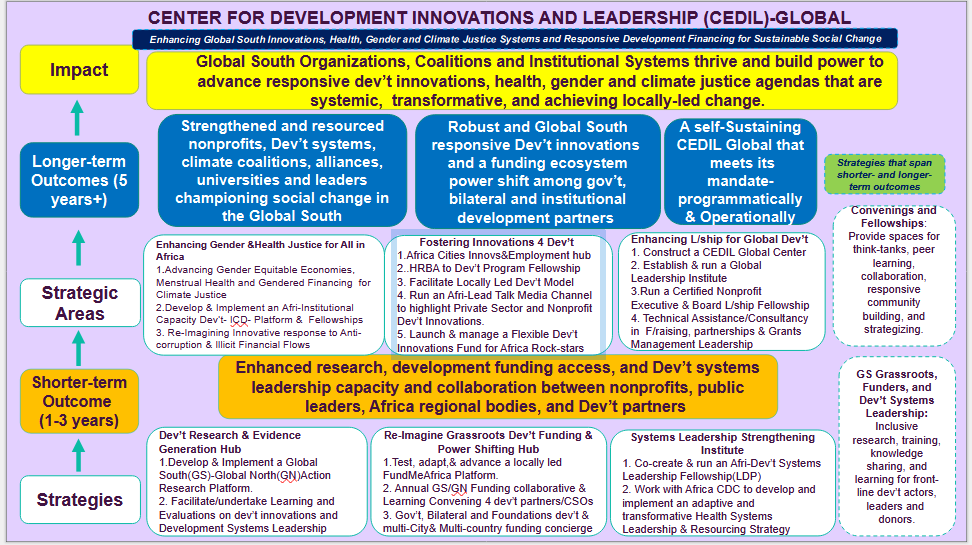 CENTER FOR DEVELOPMENT INNOVATIONS AND LEADERSHIP (CEDIL)-GLOBAL
Enhancing Global South Innovations, Health, Gender and Climate Justice Systems and Responsive Development Financing for Sustainable Social Change
Impact
Global South Organizations, Coalitions and Institutional Systems thrive and build power to
advance responsive dev't innovations, health, gender and climate justice agendas that are
systemic, transformative, and achieving locally-led change.
Longer-term
Outcomes (5
years+)
Strengthened and resourced
nonprofits, Dev't systems,
climate coalitions, alliances,
universities and leaders
championing social change in
the Global South
Robust and Global South
responsive Dev't innovations
and a funding ecosystem
power shift among gov't,
bilateral and institutional
development partners
A self-Sustaining
CEDIL Global that
meets its
mandate-
programmatically
& Operationally
Strategies that span
shorter- and longer-
term outcomes
Strategic
Areas
Enhancing Gender &Health Justice for All in
Africa
1.Advancing Gender Equitable Economies,
Menstrual Health and Gendered Financing for
Climate Justice
2.Develop & Implement an Afri-Institutional
Capacity Dev't- ICD- Platform & Fellowships
3. Re-Imagining Innovative response to Anti-
corruption & Illicit Financial Flows
Fostering Innovations 4 Dev't
1.Africa Cities Innovs&Employment hub
2..HRBA to Dev't Program Fellowship
3. Facilitate Locally Led Dev't Model
4. Run an Afri-Lead Talk Media Channel
to highlight Private Sector and Nonprofit
Dev't Innovations.
5. Launch & manage a Flexible Dev't
Innovations Fund for Africa Rock-stars
Enhancing L/ship for Global Dev't
1. Construct a CEDIL Global Center
2. Establish & run a Global
Leadership Institute
3.Run a Certified Nonprofit
Executive & Board L/ship Fellowship
4. Technical Assistance/Consultancy
in F/raising, partnerships & Grants
Management Leadership
Convenings and
Fellowships:
Provide spaces for
think-tanks, peer
learning,
collaboration,
responsive
community
building, and
strategizing.
Shorter-term
Outcome
(1-3 years)
Enhanced research, development funding access, and Dev't systems
leadership capacity and collaboration between nonprofits, public
leaders, Africa regional bodies, and Dev't partners
GS Grassroots,
Funders, and
Dev't Systems
Leadership:
Inclusive
research, training,
knowledge
sharing, and
learning for front-
line dev't actors,
leaders and
donors.
Strategies
Dev't Research & Evidence
Generation Hub
1.Develop & Implement a Global
South(GS)-Global North(GN)Action
Research Platform.
2. Facilitate/undertake Learning and
Evaluations on dev't innovations and
Development Systems Leadership
Re-Imagine Grassroots Dev't Funding &
Power Shifting Hub
1.Test, adapt,& advance a locally led
FundMeAfrica Platform.
2. Annual GS/GN Funding collaborative &
Learning Convening 4 dev't partners/CSOs
3. Gov't, Bilateral and Foundations dev't &
multi-City& Multi-country funding concierge
Systems Leadership Strengthening
Institute
1. Co-create & run an Afri-Dev't Systems
Leadership Fellowship(LDP)
2. Work with Africa CDC to develop and
implement an adaptive and
transformative Health Systems
Leadership & Resourcing Strategy